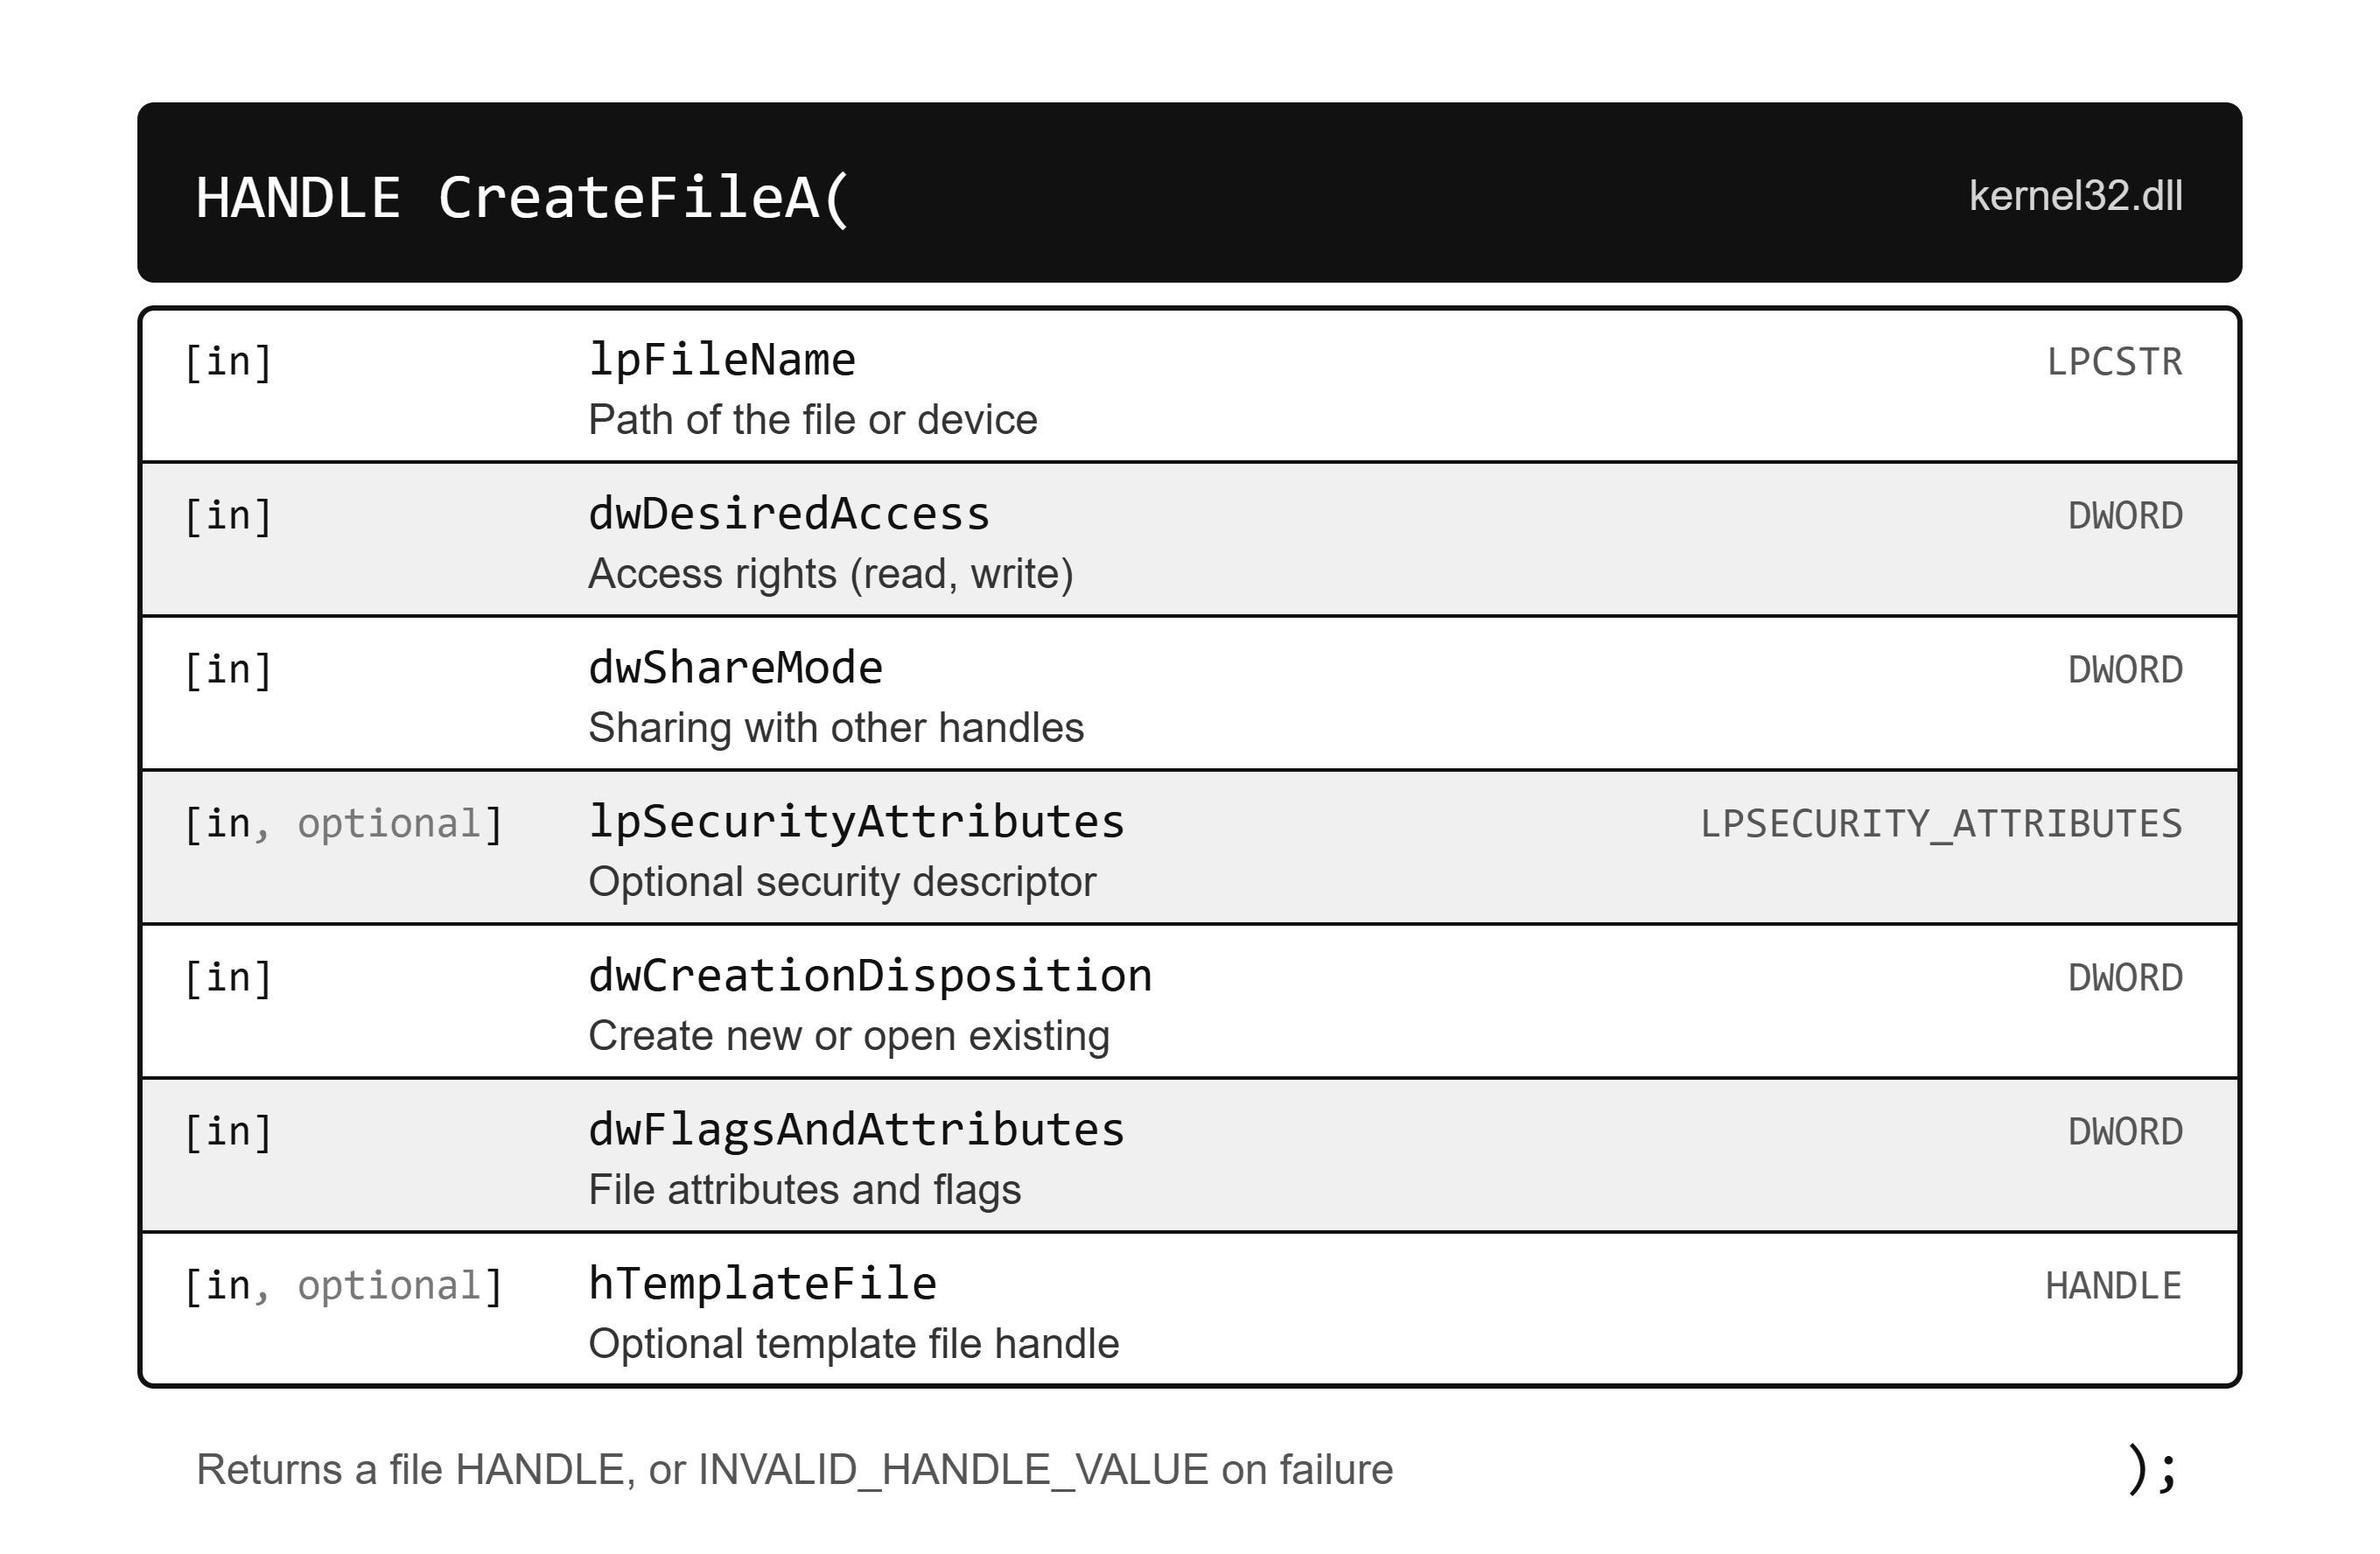 HANDLE CreateFileA( kernel32.dll
[in] lpFileName LPCSTR
Path of the file or device
[in] dwDesiredAccess DWORD
Access rights (read, write)
[in] dwShareMode DWORD
Sharing with other handles
[in, optional] lpSecurityAttributes LPSECURITY_ATTRIBUTES
Optional security descriptor
[in] dwCreationDisposition DWORD
Create new or open existing
[in] dwFlagsAndAttributes DWORD
File attributes and flags
[in, optional] hTemplateFile HANDLE
Optional template file handle
Returns a file HANDLE, or INVALID_HANDLE_VALUE on failure );